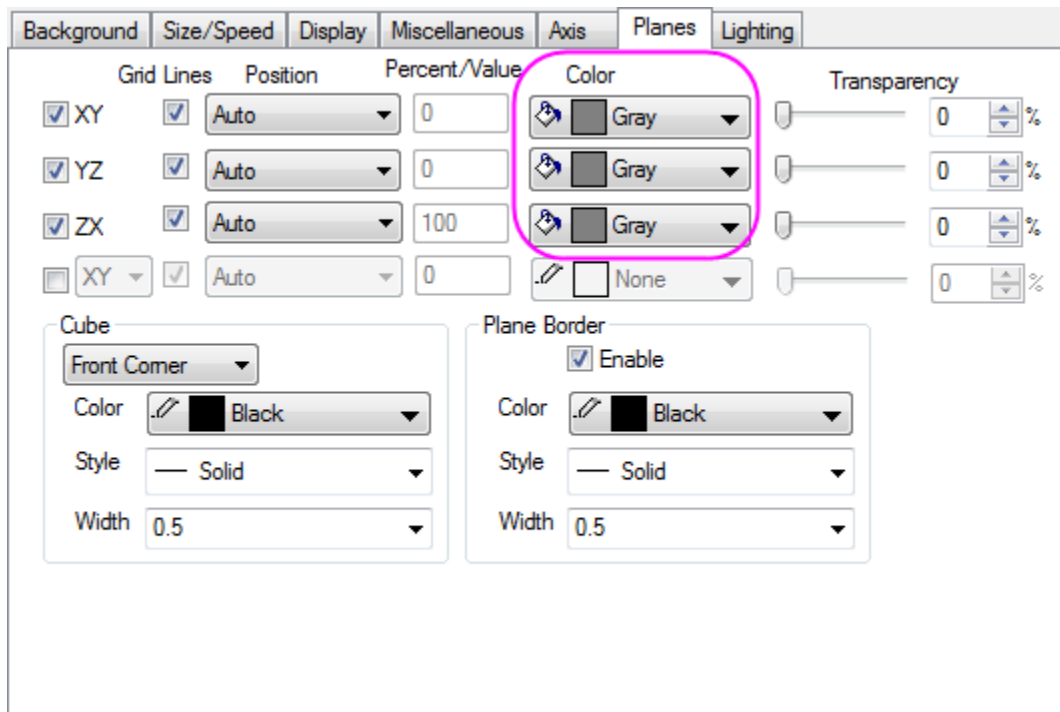 Background Size/Speed Display Miscellaneous Axis Planes Lighting
Grid Lines Position Percent/Value Color Transparency
XY Auto 0 Gray 0 %
YZ Auto 0 Gray 0 %
ZX Auto 100 Gray 0 %
XY Auto 0 None 0 %
Cube
Front Corner
Color Black
Style Solid
Width 0.5
Plane Border
Enable
Color Black
Style Solid
Width 0.5